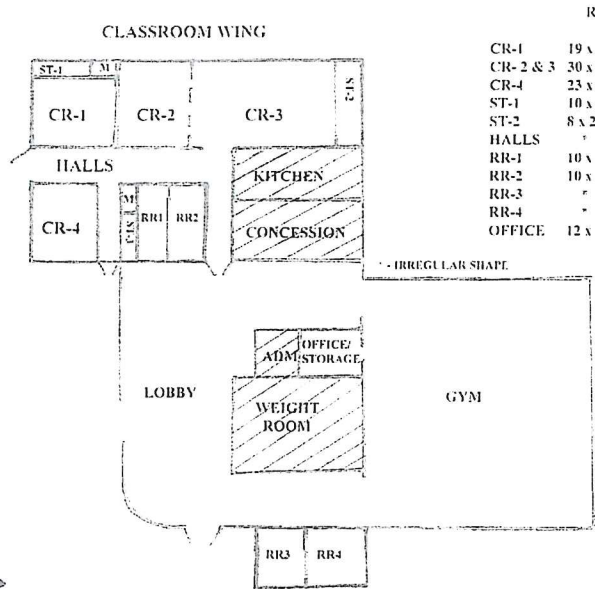 R
CLASSROOM WING
CR-1 19 x
CR- 2 & 3 30 x
CR-4 23 x
ST-1 10 x
ST-2 8 x 2
HALLS *
RR-1 10 x
RR-2 10 x
RR-3 *
RR-4 *
OFFICE 12 x
* - IRREGULAR SHAPE
ST-1 M
CR-1 CR-2 CR-3 ST-2
HALLS
KITCHEN
M
CR-4 RR1 RR2
CONCESSION
ADM OFFICE/
STORAGE
LOBBY
WEIGHT
ROOM
GYM
RR3 RR4